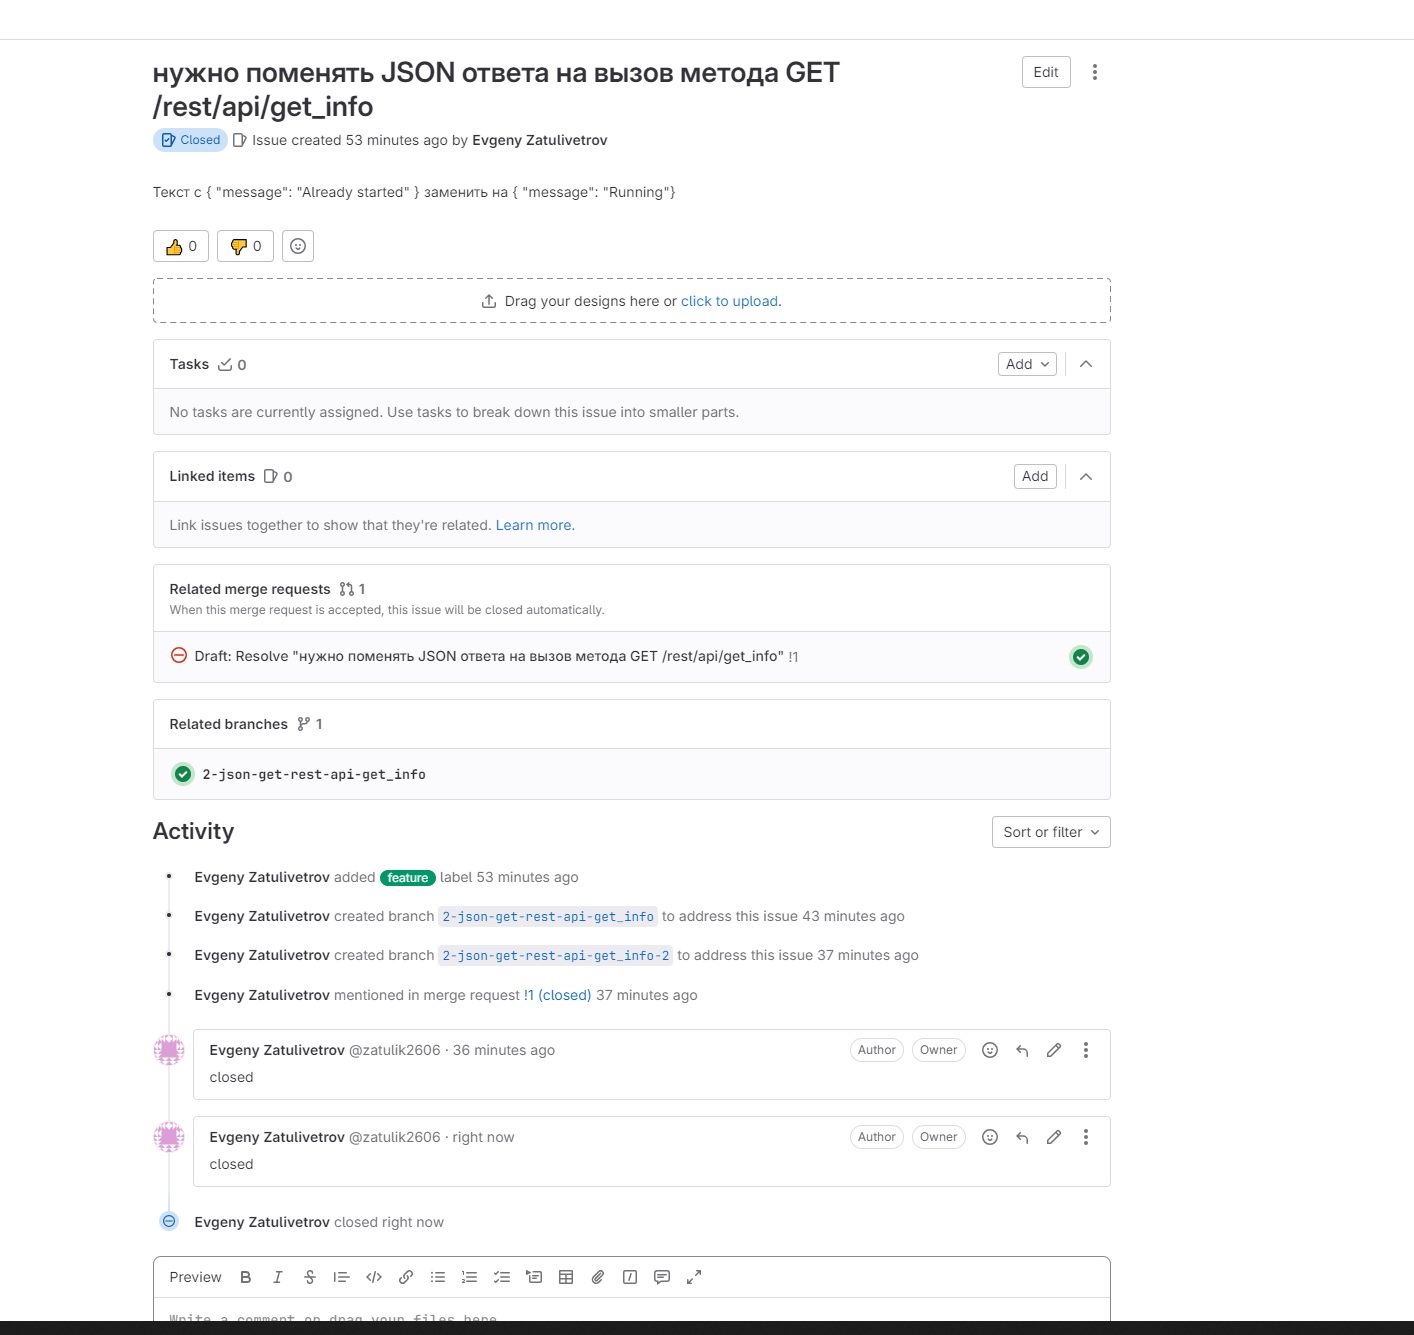 нужно поменять JSON ответа на вызов метода GET
/rest/api/get_info
Edit
Closed Issue created 53 minutes ago by Evgeny Zatulivetrov
Текст с { "message": "Already started" } заменить на { "message": "Running"}
0 0
Drag your designs here or click to upload.
Tasks 0 Add
No tasks are currently assigned. Use tasks to break down this issue into smaller parts.
Linked items 0 Add
Link issues together to show that they're related. Learn more.
Related merge requests 1
When this merge request is accepted, this issue will be closed automatically.
Draft: Resolve "нужно поменять JSON ответа на вызов метода GET /rest/api/get_info" !1
Related branches 1
2-json-get-rest-api-get_info
Activity Sort or filter
Evgeny Zatulivetrov added feature label 53 minutes ago
Evgeny Zatulivetrov created branch 2-json-get-rest-api-get_info to address this issue 43 minutes ago
Evgeny Zatulivetrov created branch 2-json-get-rest-api-get_info-2 to address this issue 37 minutes ago
Evgeny Zatulivetrov mentioned in merge request !1 (closed) 37 minutes ago
Evgeny Zatulivetrov @zatulik2606 · 36 minutes ago Author Owner
closed
Evgeny Zatulivetrov @zatulik2606 · right now Author Owner
closed
Evgeny Zatulivetrov closed right now
Preview B I S
Write a comment or drag your files here